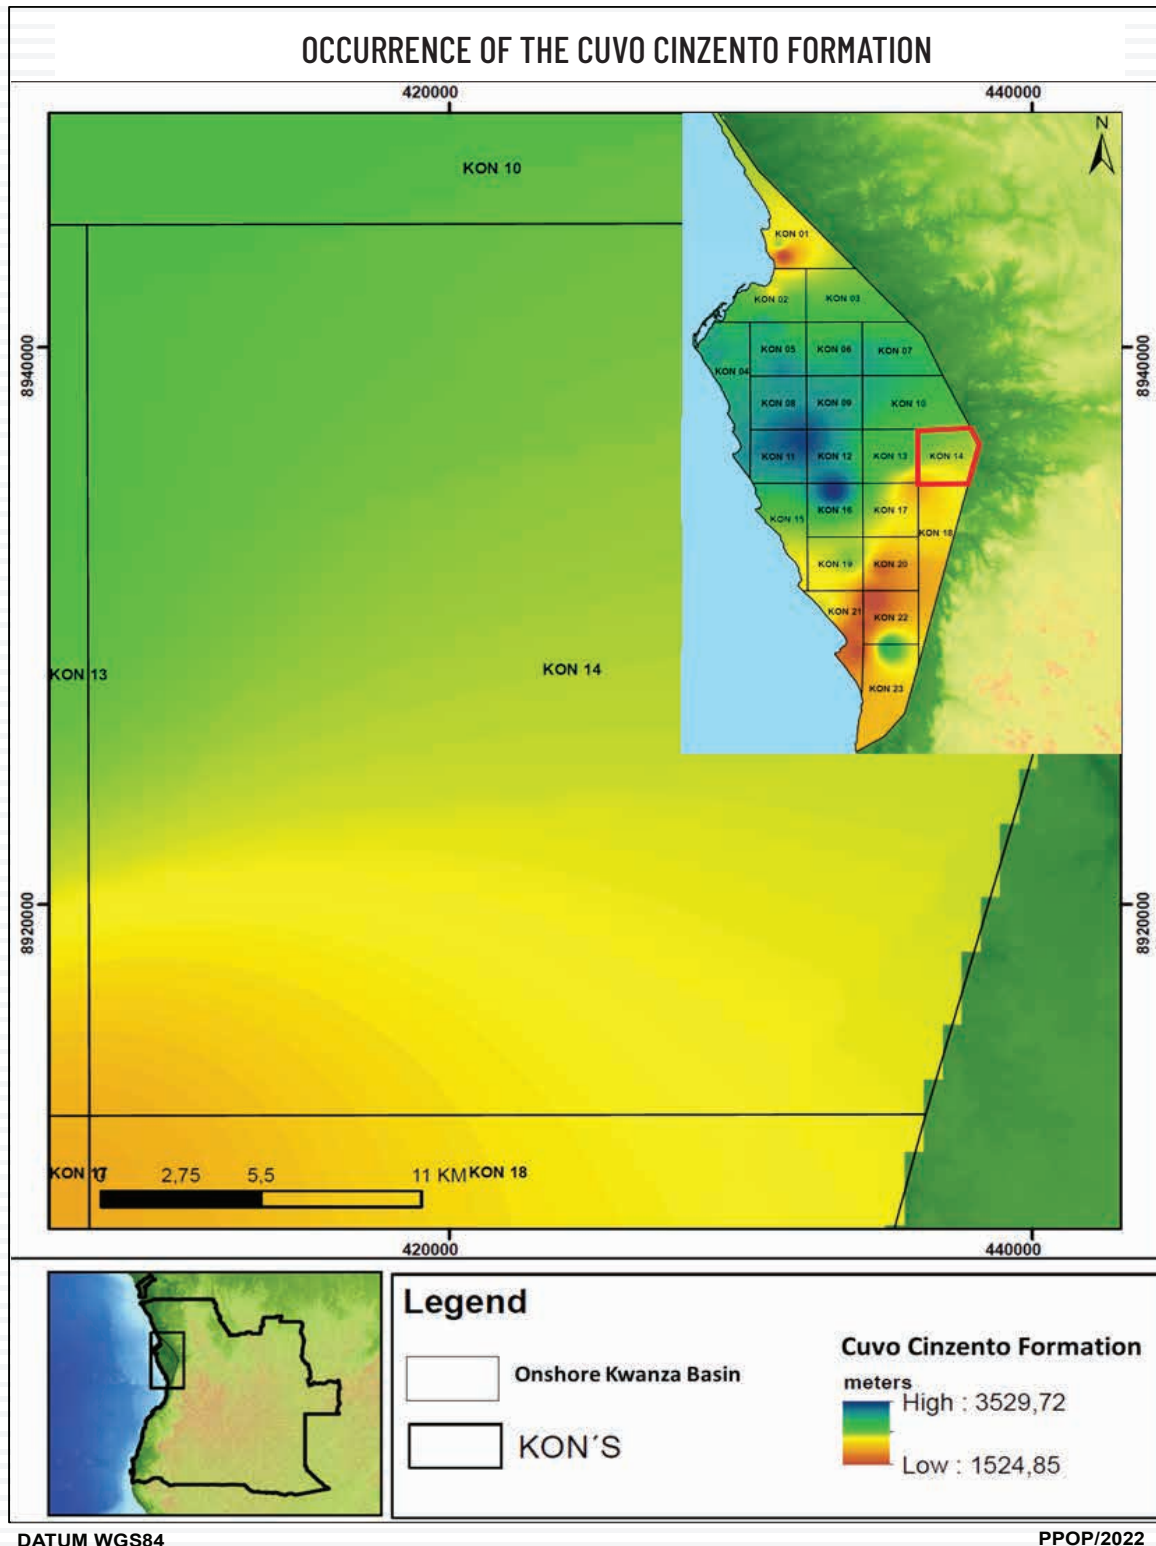 OCCURRENCE OF THE CUVO CINZENTO FORMATION
420000
440000
N
KON 10
KON 01
KON 02
KON 03
KON 05
KON 06
KON 07
8940000
8940000
KON 04
KON 08
KON 09
KON 10
KON 11
KON 12
KON 13
KON 14
KON 15
KON 16
KON 17
KON 18
KON 19
KON 20
KON 21
KON 22
KON 23
KON 13
KON 14
8920000
8920000
KON 17
0
2,75
5,5
11 KM
KON 18
420000
440000
Legend
Onshore Kwanza Basin
KON´S
Cuvo Cinzento Formation
meters
High : 3529,72
Low : 1524,85
DATUM WGS84
PPOP/2022